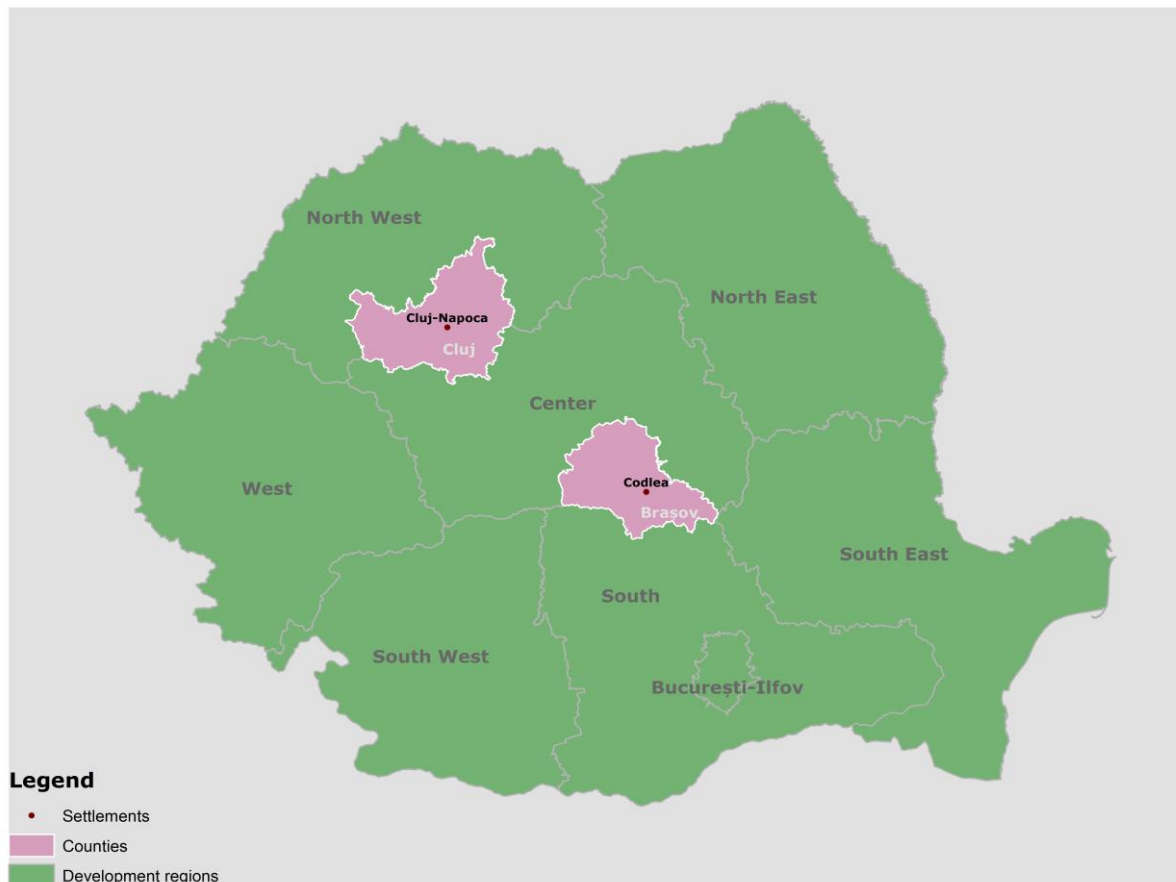 North West
North East
Cluj-Napoca
Cluj
Center
West
Codlea
Brașov
South East
South
South West
București-Ilfov
Legend
Settlements
Counties
Development regions